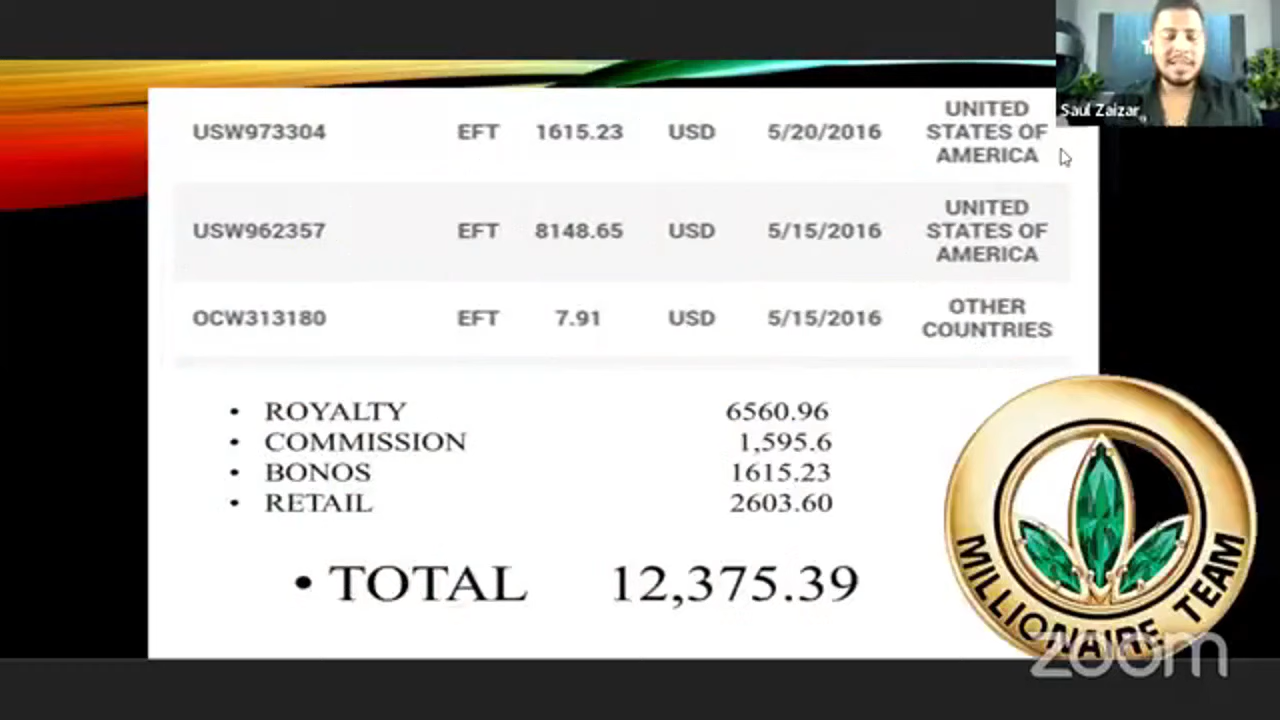 Saul Zaizar
UNITED
USW973304 EFT 1615.23 USD 5/20/2016 STATES OF
AMERICA
UNITED
USW962357 EFT 8148.65 USD 5/15/2016 STATES OF
AMERICA
OTHER
OCW313180 EFT 7.91 USD 5/15/2016
COUNTRIES
• ROYALTY 6560.96
• COMMISSION 1,595.6
• BONOS 1615.23
• RETAIL 2603.60
• TOTAL 12,375.39
MILLIONAIRE TEAM
zoom